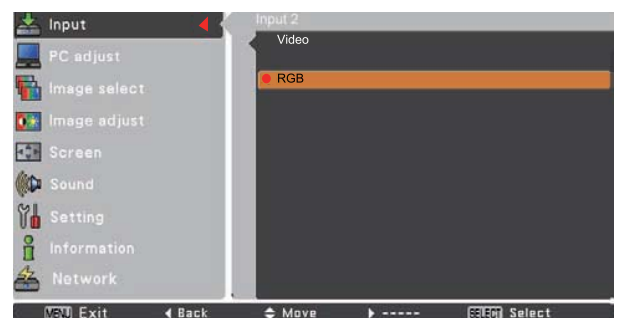 Input
PC adjust
Image select
Image adjust
Screen
Sound
Setting
Information
Network
Input 2
Video
RGB
MENU Exit
Back
Move
-----
SELECT Select